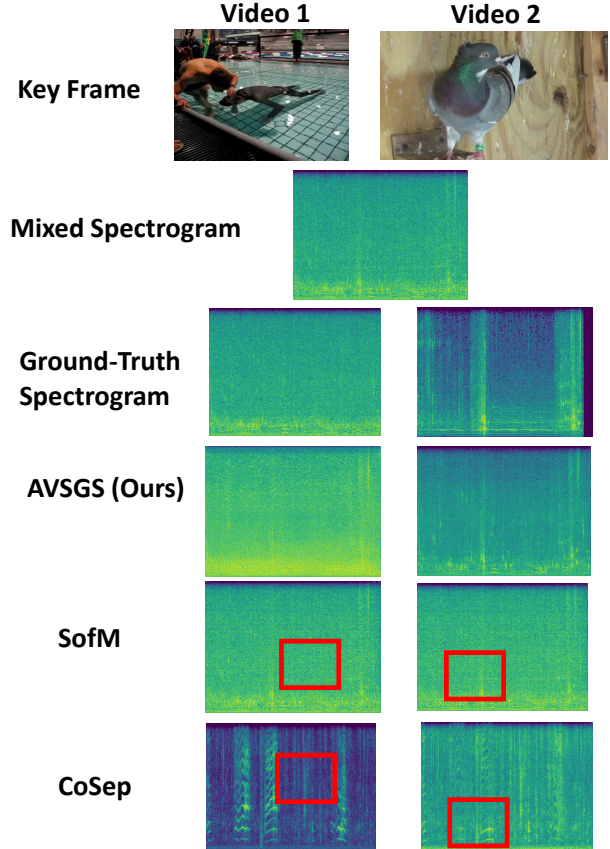 Video 1
Video 2
Key Frame
Mixed Spectrogram
Ground-Truth
Spectrogram
AVSGS (Ours)
SofM
CoSep